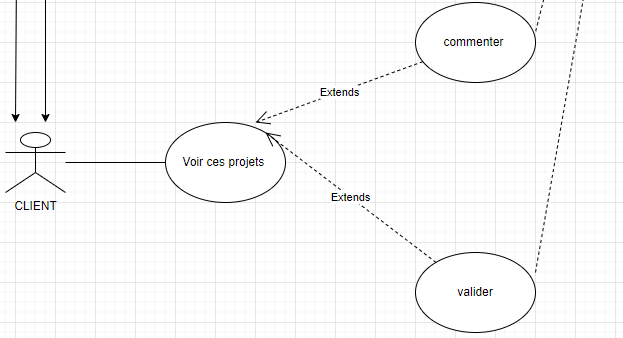 commenter
Extends
Voir ces projets
CLIENT
Extends
valider